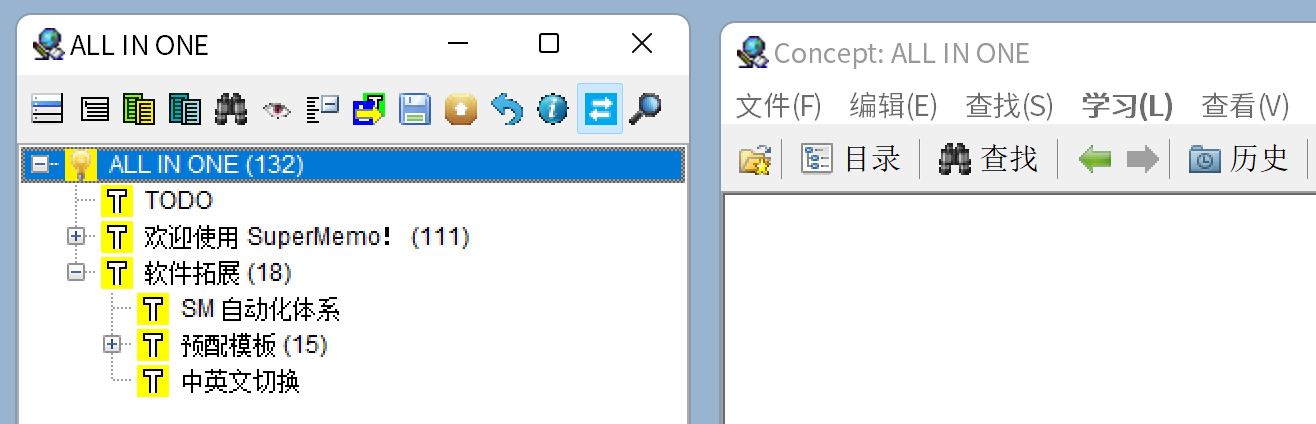 ALL IN ONE
ALL IN ONE (132)
TODO
欢迎使用 SuperMemo! (111)
软件拓展 (18)
SM 自动化体系
预配模板 (15)
中英文切换
Concept: ALL IN ONE
文件(F) 编辑(E) 查找(S) 学习(L) 查看(V)
目录 查找 历史